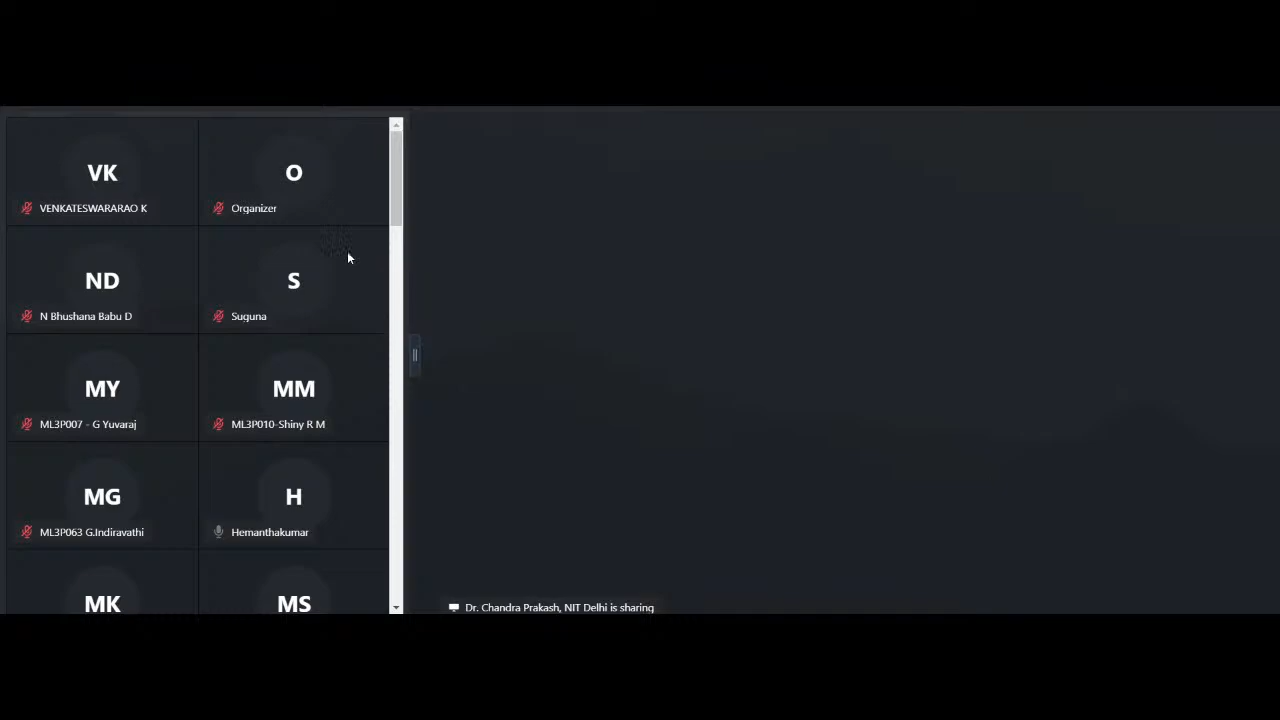 VK
VENKATESWARARAO K
O
Organizer
ND
N Bhushana Babu D
S
Suguna
MY
ML3P007 - G Yuvaraj
MM
ML3P010-Shiny R M
MG
ML3P063 G.Indiravathi
H
Hemanthakumar
MK
MS
Dr. Chandra Prakash, NIT Delhi is sharing